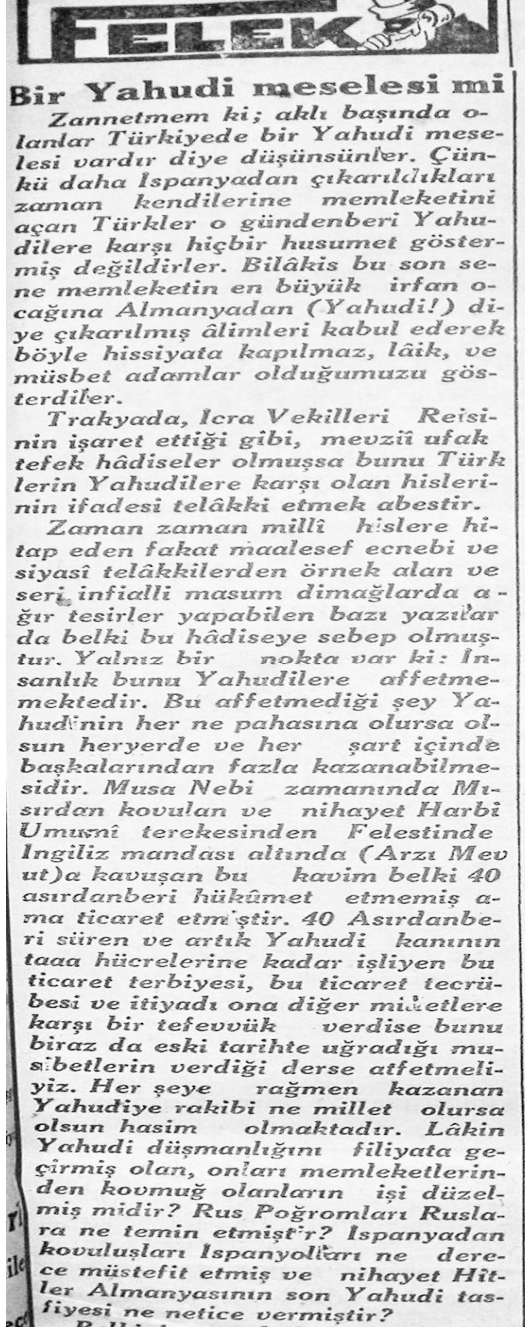 FELEK
Bir Yahudi meselesi mi
Zannetmem ki; aklı başında o-
lanlar Türkiyede bir Yahudi mese-
lesi vardır diye düşünsünler. Çün-
kü daha İspanyadan çıkarıldıkları
zaman kendilerine memleketini
açan Türkler o gündenberi Yahu-
dilere karşı hiçbir husumet göster-
miş değildirler. Bilâkis bu son se-
ne memleketin en büyük irfan o-
cağına Almanyadan (Yahudi!) di-
ye çıkarılmış âlimleri kabul ederek
böyle hissiyata kapılmaz, lâik, ve
müsbet adamlar olduğumuzu gös-
terdiler.
Trakyada, İcra Vekilleri Reisi-
nin işaret ettiği gibi, mevziî ufak
tefek hâdiseler olmuşsa bunu Türk
lerin Yahudilere karşı olan hisleri-
nin ifadesi telâkki etmek abestir.
Zaman zaman millî hislere hi-
tap eden fakat maalesef ecnebi ve
siyasî telâkkilerden örnek alan ve
seri infialli masum dimağlarda a-
ğır tesirler yapabilen bazı yazılar
da belki bu hâdiseye sebep olmuş-
tur. Yalnız bir nokta var ki: İn-
sanlık bunu Yahudilere affetme-
mektedir. Bu affetmediği şey Ya-
hudinin her ne pahasına olursa ol-
sun heryerde ve her şart içinde
başkalarından fazla kazanabilme-
sidir. Musa Nebi zamanında Mı-
sırdan kovulan ve nihayet Harbi
Umumî terekesinden Felestinde
Ingiliz mandası altında (Arzı Mev
ut)a kavuşan bu kavim belki 40
asırdanberi hükûmet etmemiş a-
ma ticaret etmiştir. 40 Asırdanbe-
ri süren ve artık Yahudi kanının
taaa hücrelerine kadar işliyen bu
ticaret terbiyesi, bu ticaret tecrü-
besi ve itiyadı ona diğer milletlere
karşı bir tefevvük verdise bunu
biraz da eski tarihte uğradığı mu-
sibetlerin verdiği derse atfetmeli-
yiz. Her şeye rağmen kazanan
Yahudiye rakibi ne millet olursa
olsun hasim olmaktadır. Lâkin
Yahudi düşmanlığını filiyata ge-
çirmiş olan, onları memleketlerin-
den kovmuğ olanların işi düzel-
miş midir? Rus Poğromları Rusla-
ra ne temin etmiştir? İspanyadan
kovuluşları İspanyolları ne dere-
ce müstefit etmiş ve nihayet Hit-
ler Almanyasının son Yahudi tas-
fiyesi ne netice vermiştir?